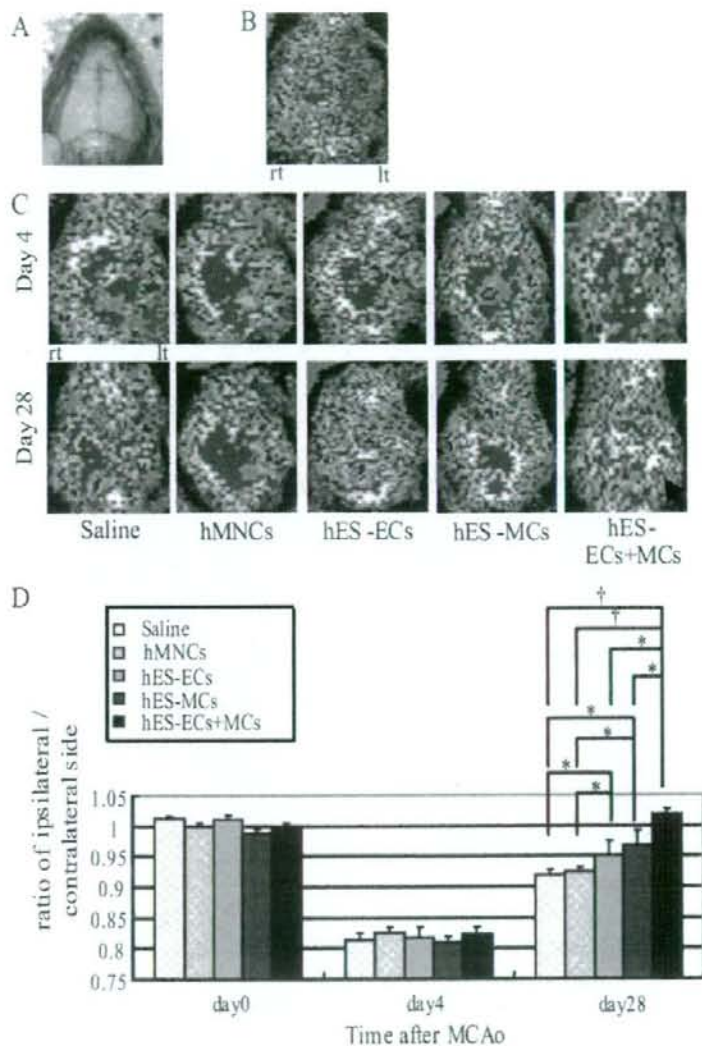 A
B
rt lt
C
Day 4
rt lt
Day 28
Saline hMNCs hES-ECs hES-MCs hES-ECs+MCs
D
Saline
hMNCs
hES-ECs
hES-MCs
hES-ECs+MCs
†
†
*
*
*
*
*
*
ratio of ipsilateral /
contralateral side
1.05
1
0.95
0.9
0.85
0.8
0.75
day0 day4 day28
Time after MCAo